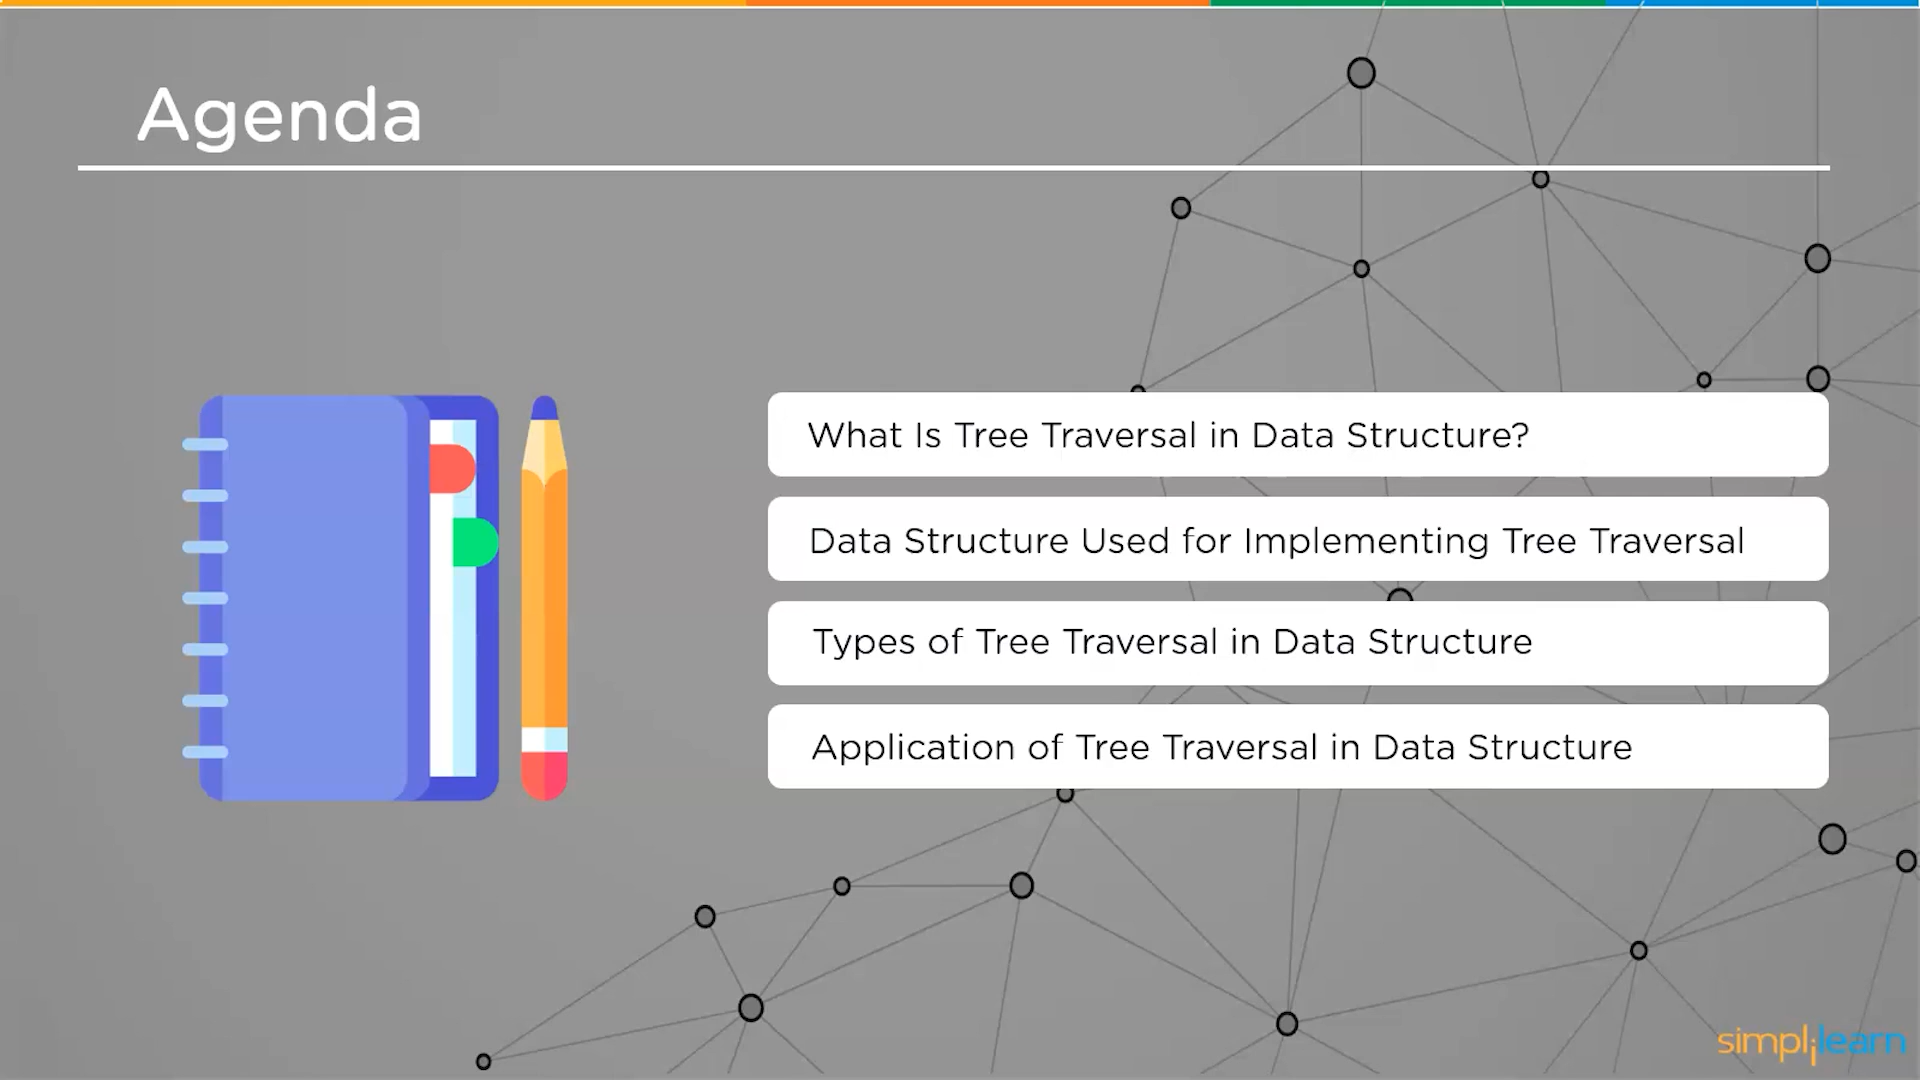 Agenda
What Is Tree Traversal in Data Structure?
Data Structure Used for Implementing Tree Traversal
Types of Tree Traversal in Data Structure
Application of Tree Traversal in Data Structure
simplilearn